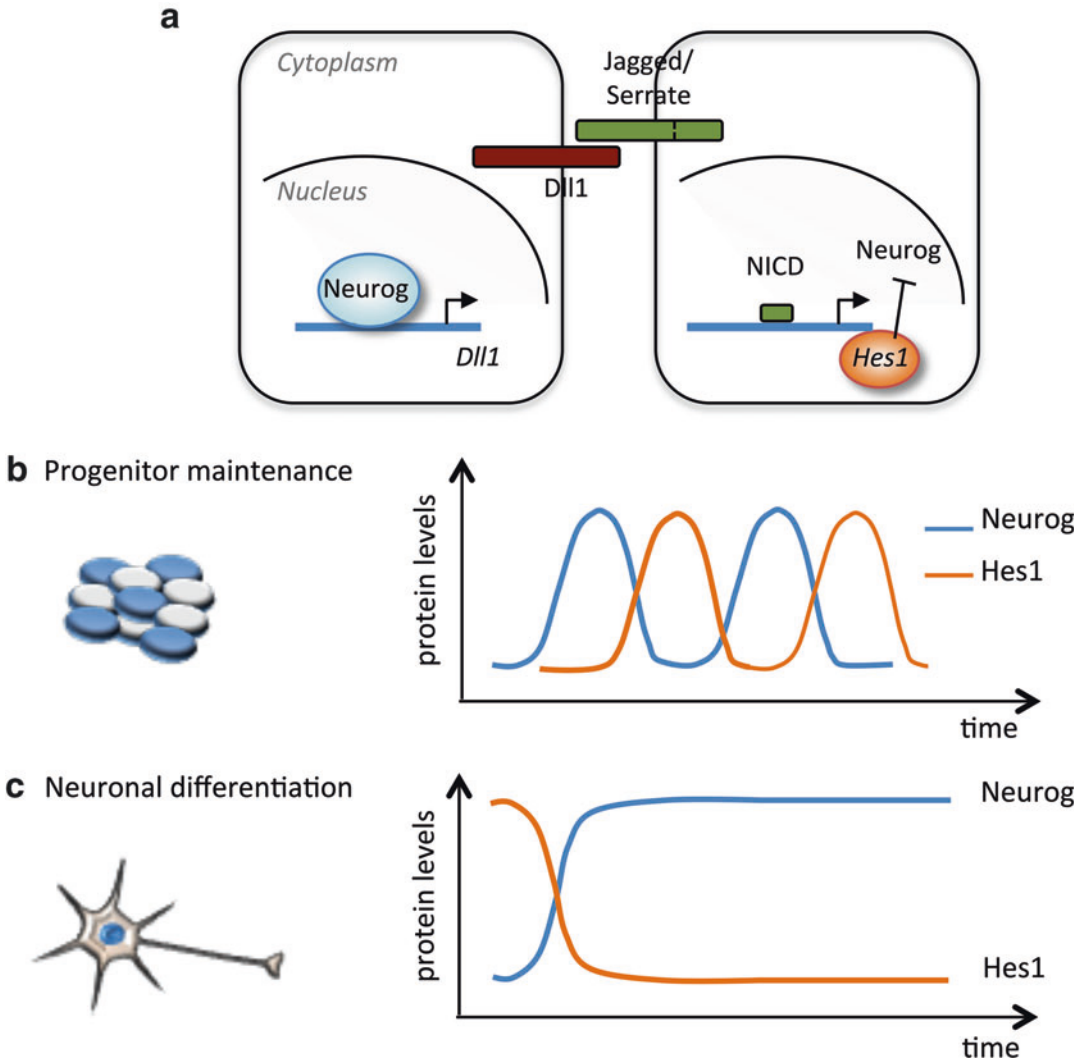 a
Cytoplasm
Jagged/
Serrate
Dll1
Nucleus
Neurog
Dll1
NICD
Neurog
Hes1
b Progenitor maintenance
protein levels
time
Neurog
Hes1
c Neuronal differentiation
protein levels
time
Neurog
Hes1